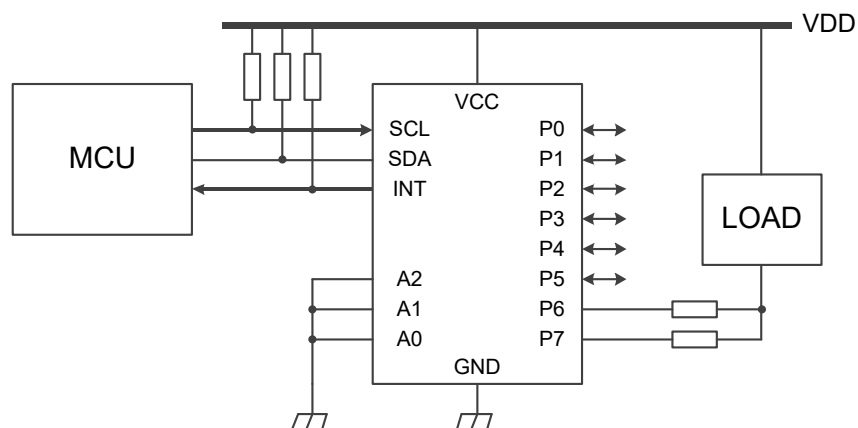 VDD
VCC
MCU
SCL
SDA
INT
A2
A1
A0
P0
P1
P2
P3
P4
P5
P6
P7
GND
LOAD